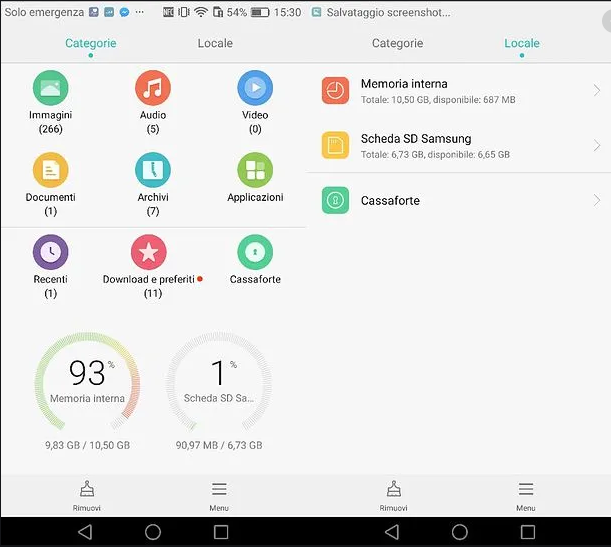 Solo emergenza ... 54% 15:30
Categorie Locale
Immagini
(266)
Audio
(5)
Video
(0)
Documenti
(1)
Archivi
(7)
Applicazioni
Recenti
(1)
Download e preferiti
(11)
Cassaforte
93%
Memoria interna
9,83 GB / 10,50 GB
1%
Scheda SD Sa...
90,97 MB / 6,73 GB
Rimuovi
Menu
Salvataggio screenshot...
Categorie Locale
Memoria interna
Totale: 10,50 GB, disponibile: 687 MB
Scheda SD Samsung
Totale: 6,73 GB, disponibile: 6,65 GB
Cassaforte
Rimuovi
Menu